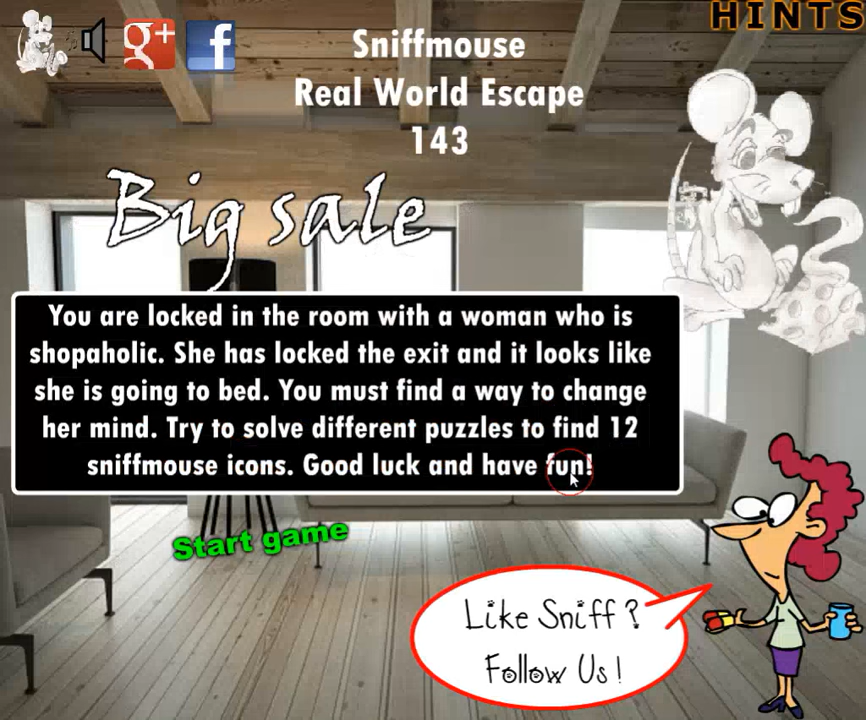 HINTS
g+
f
Sniffmouse
Real World Escape
143
Big sale
You are locked in the room with a woman who is
shopaholic. She has locked the exit and it looks like
she is going to bed. You must find a way to change
her mind. Try to solve different puzzles to find 12
sniffmouse icons. Good luck and have fun!
Start game
Like Sniff ?
Follow Us !